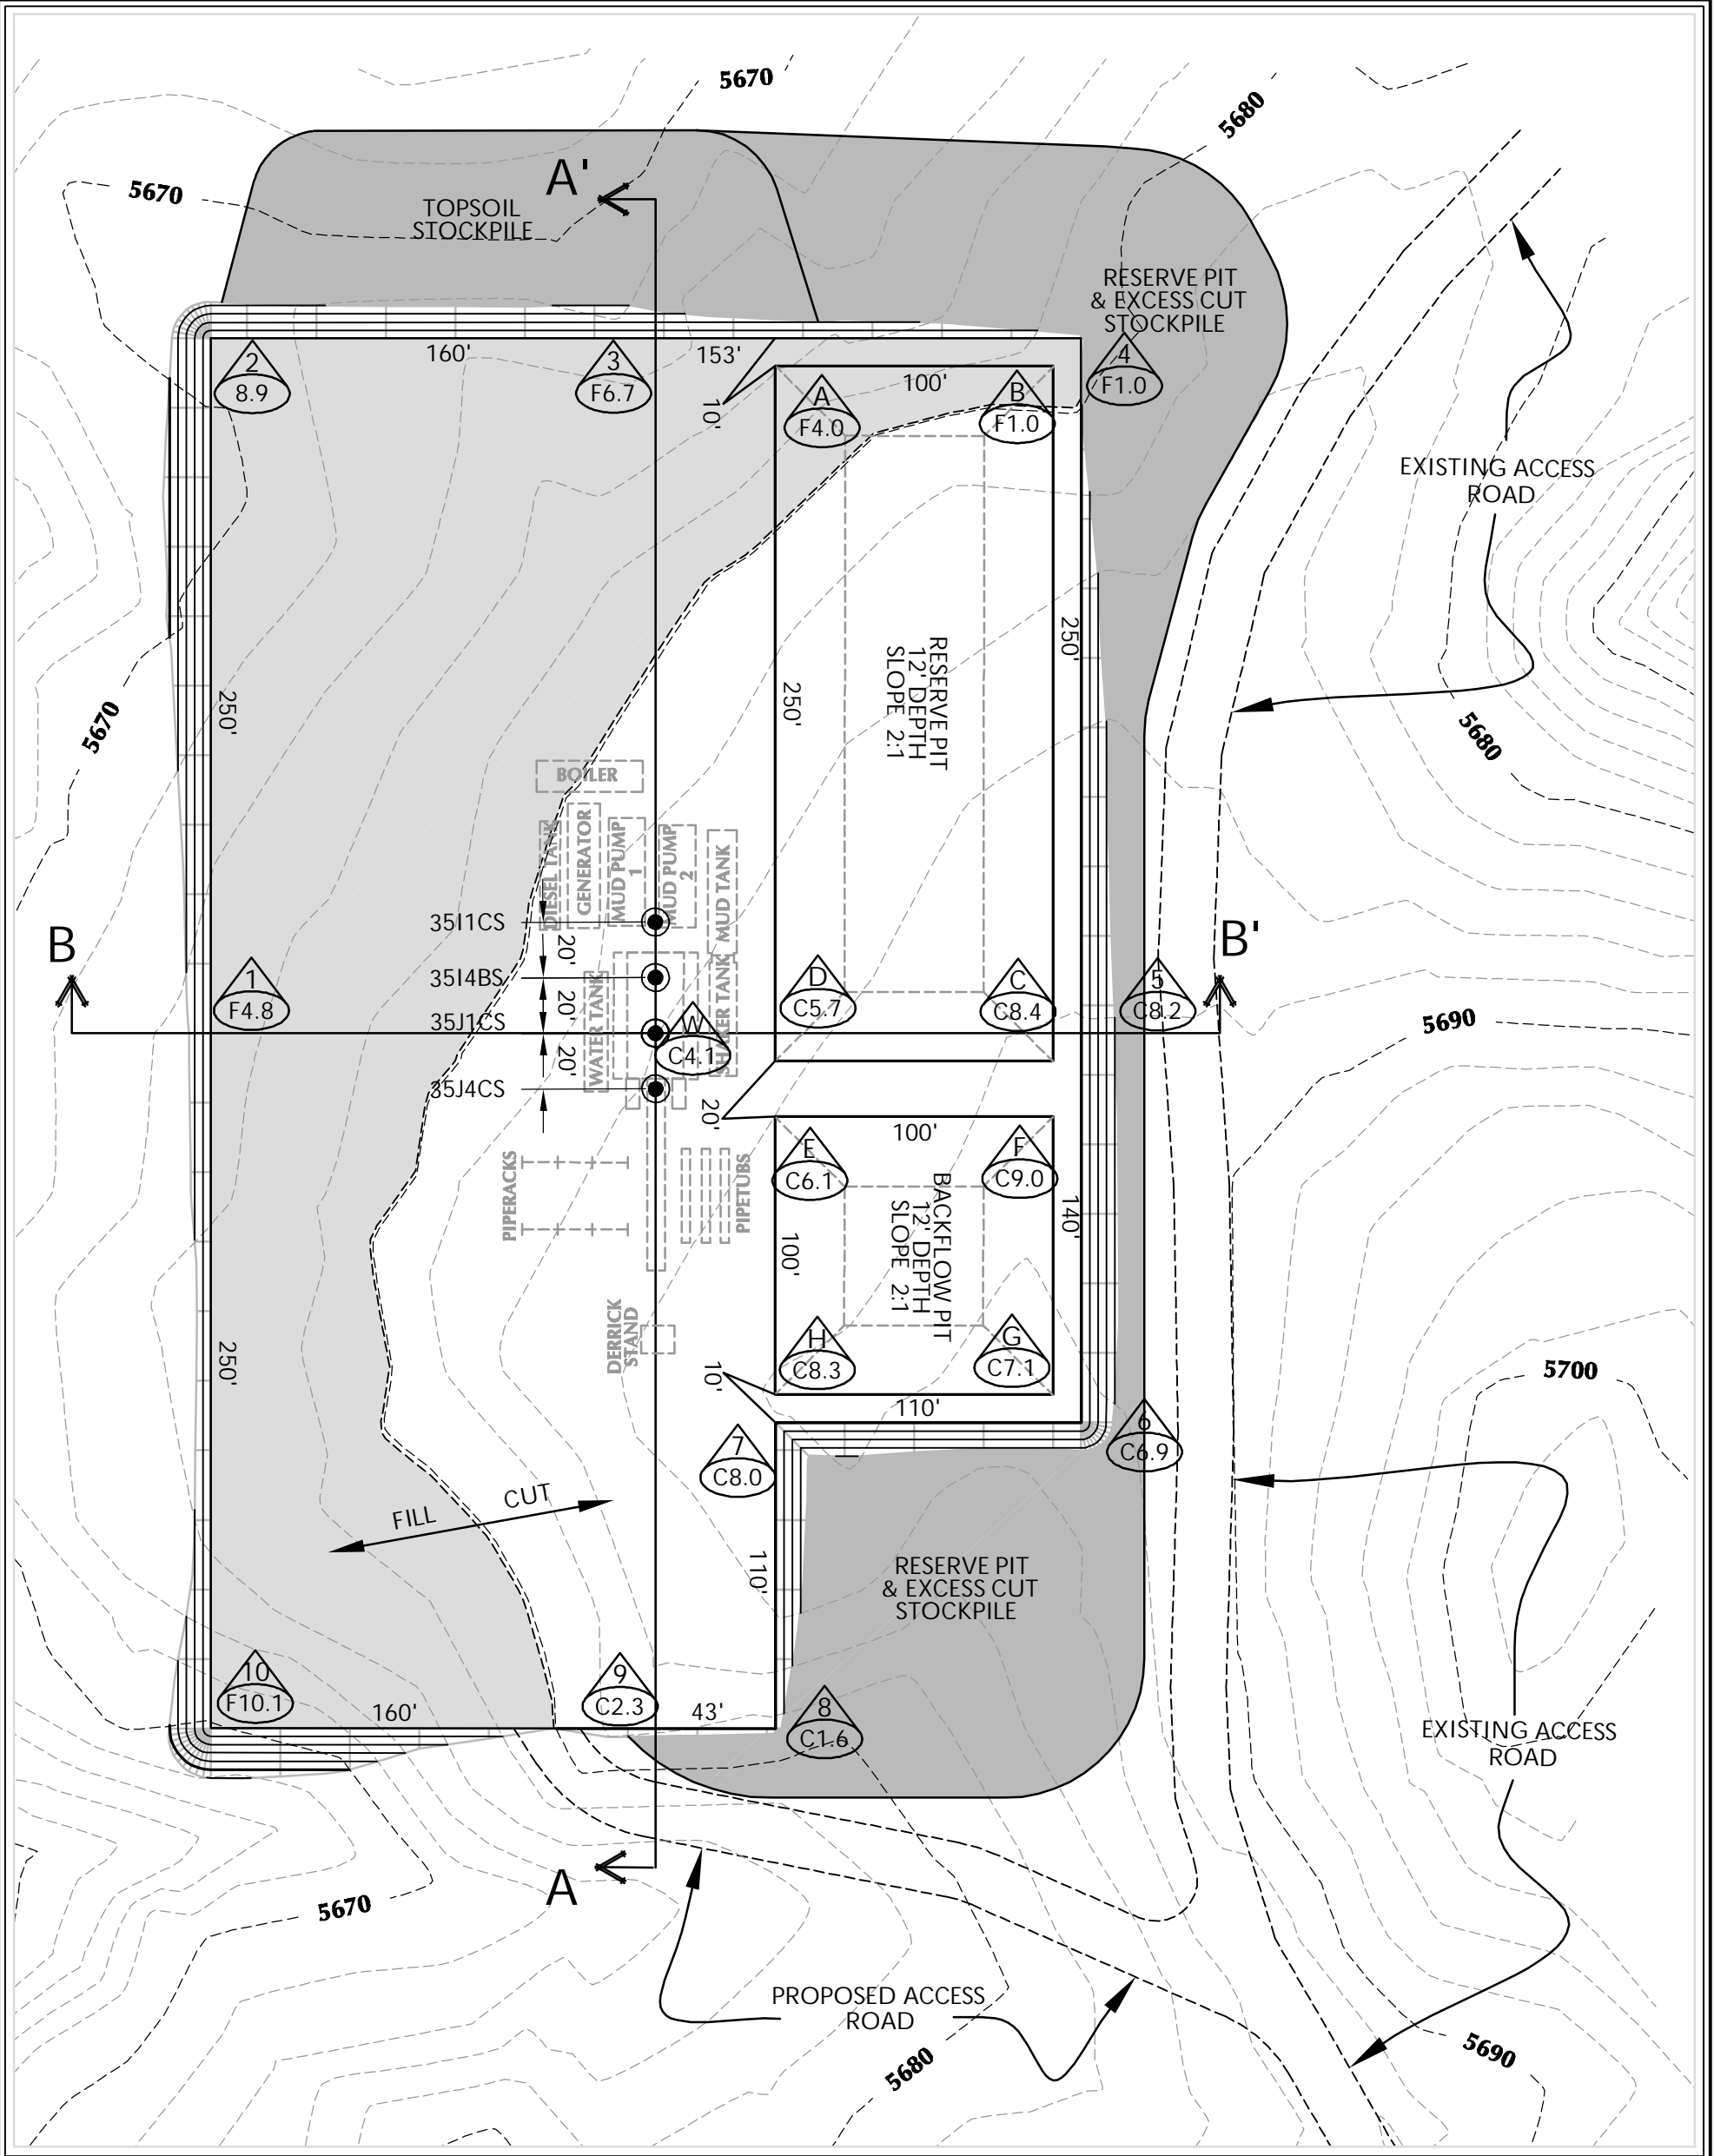 5670
5680
5670
A'
TOPSOIL
STOCKPILE
RESERVE PIT
& EXCESS CUT
STOCKPILE
2
8.9
160'
3
F6.7
153'
10'
100'
A
F4.0
B
F1.0
4
F1.0
EXISTING ACCESS
ROAD
250'
5670
250'
RESERVE PIT
12' DEPTH
SLOPE 2:1
250'
5680
BOILER
DIESEL TANK
GENERATOR
MUD PUMP
1
MUD PUMP
2
MUD TANK
35I1CS
20'
35I4BS
20'
35J1CS
20'
35J4CS
WATER TANK
SHAKER TANK
W
C4.1
B
B'
1
F4.8
D
C5.7
C
C8.4
5
C8.2
5690
20'
100'
E
C6.1
F
C9.0
PIPERACKS
PIPETUBS
100'
BACKFLOW PIT
12' DEPTH
SLOPE 2:1
140'
250'
DERRICK
STAND
H
C8.3
G
C7.1
5700
10'
110'
7
C8.0
6
C6.9
FILL
CUT
110'
RESERVE PIT
& EXCESS CUT
STOCKPILE
10
F10.1
160'
9
C2.3
43'
8
C1.6
EXISTING ACCESS
ROAD
A
5670
PROPOSED ACCESS
ROAD
5680
5690